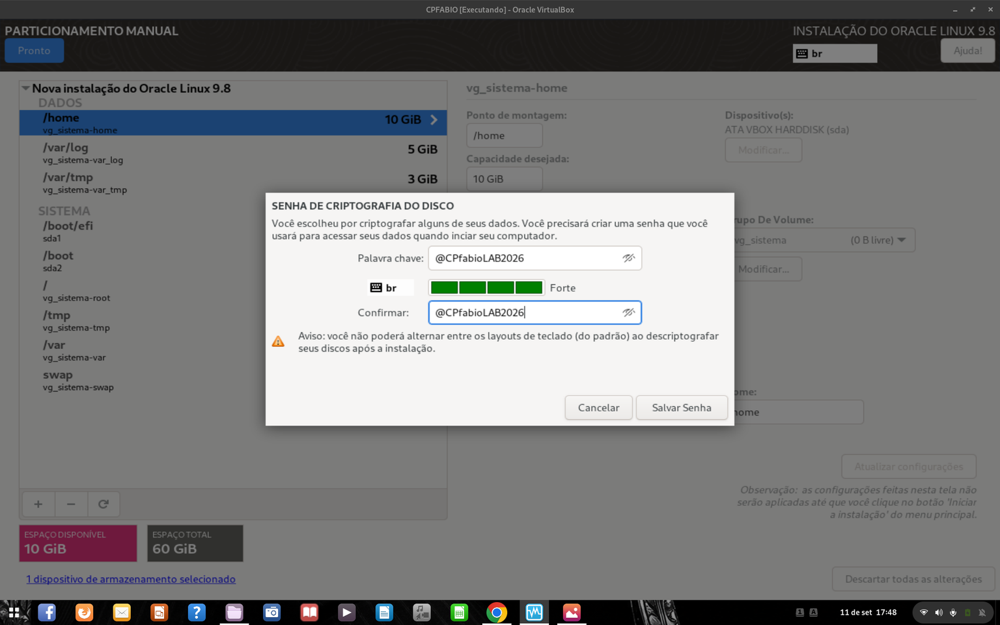 CPFABIO [Executando] - Oracle VirtualBox
PARTICIONAMENTO MANUAL
INSTALAÇÃO DO ORACLE LINUX 9.8
Pronto
br
Ajuda!
Nova instalação do Oracle Linux 9.8
DADOS
/home
10 GiB
vg_sistema-home
/var/log
5 GiB
vg_sistema-var_log
/var/tmp
3 GiB
vg_sistema-var_tmp
SISTEMA
/boot/efi
sda1
/boot
sda2
/
vg_sistema-root
/tmp
vg_sistema-tmp
/var
vg_sistema-var
swap
vg_sistema-swap
vg_sistema-home
Ponto de montagem:
/home
Capacidade desejada:
10 GiB
Dispositivo(s):
ATA VBOX HARDDISK (sda)
Modificar...
rupo De Volume:
vg_sistema (0 B livre)
Modificar...
ome:
home
SENHA DE CRIPTOGRAFIA DO DISCO
Você escolheu por criptografar alguns de seus dados. Você precisará criar uma senha que você
usará para acessar seus dados quando inciar seu computador.
Palavra chave: @CPfabioLAB2026
br
Forte
Confirmar: @CPfabioLAB2026
Aviso: você não poderá alternar entre os layouts de teclado (do padrão) ao descriptografar
seus discos após a instalação.
Cancelar
Salvar Senha
Atualizar configurações
Observação: as configurações feitas nesta tela não
serão aplicadas até que você clique no botão 'Iniciar
a instalação' do menu principal.
ESPAÇO DISPONÍVEL
10 GiB
ESPAÇO TOTAL
60 GiB
1 dispositivo de armazenamento selecionado
Descartar todas as alterações
1 A
11 de set 17:48